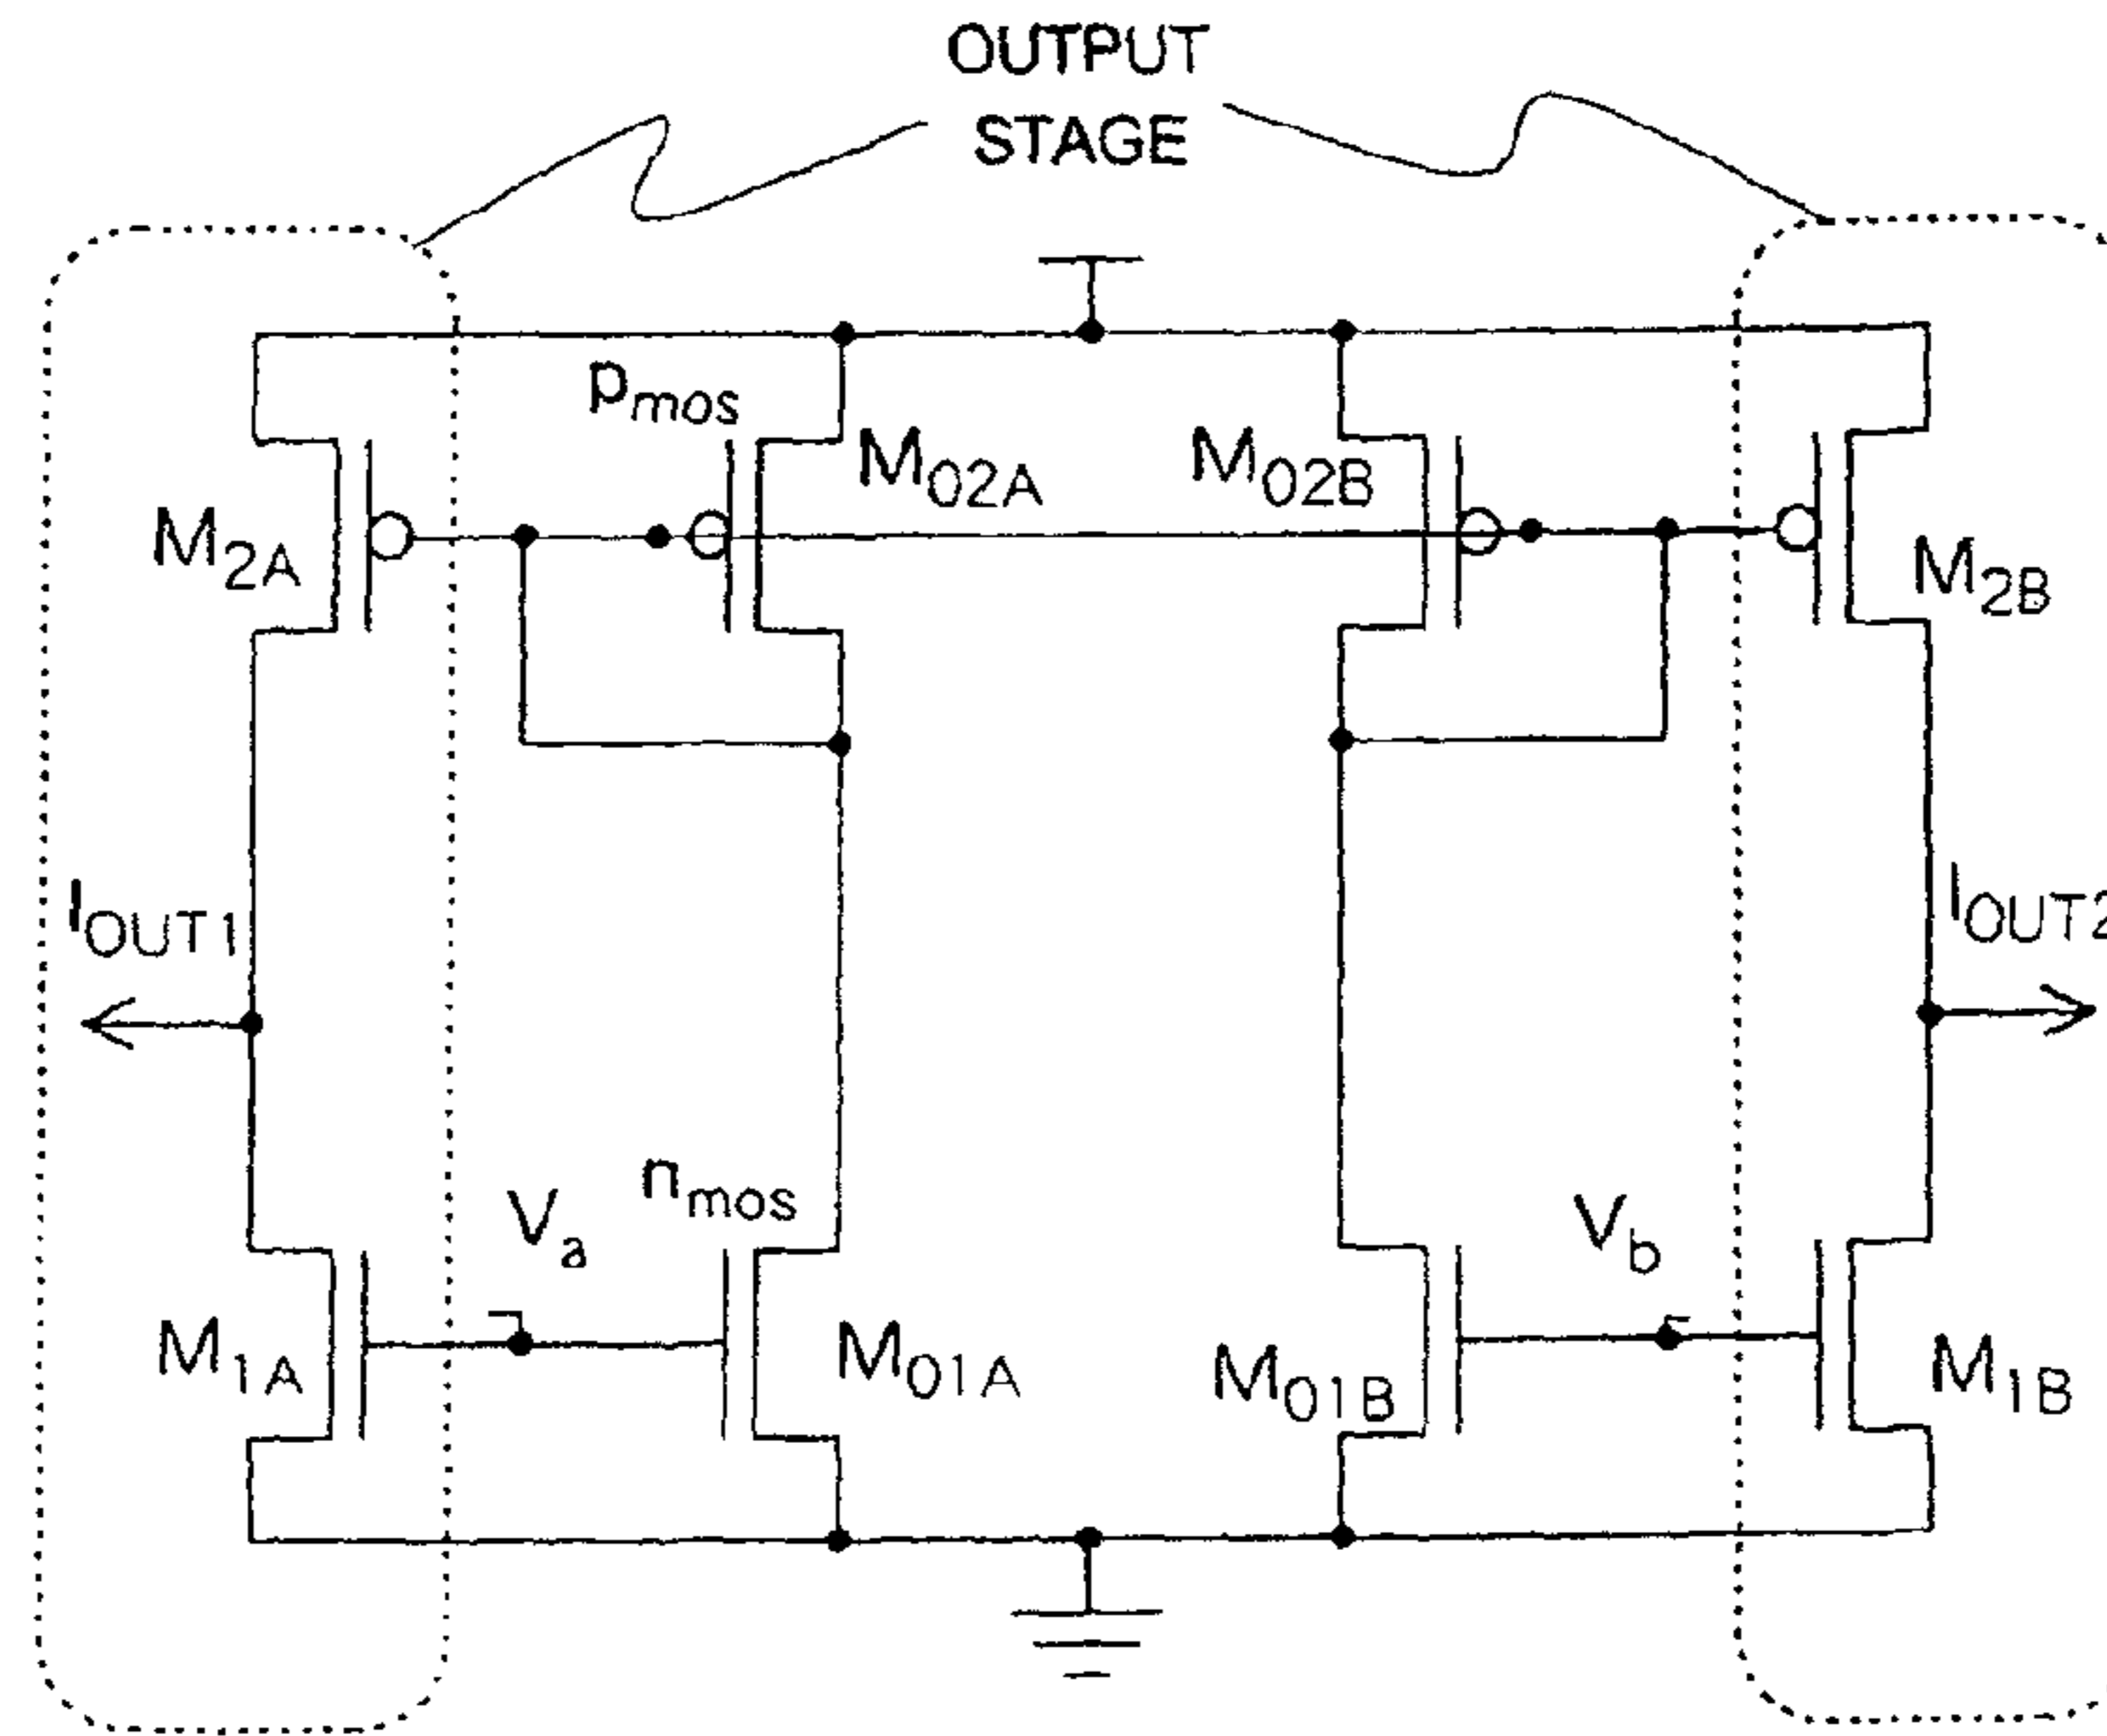 OUTPUT
STAGE
pmos
M02A
M02B
M2A
M2B
IOUT1
IOUT2
nmos
Va
Vb
M1A
M01A
M01B
M1B